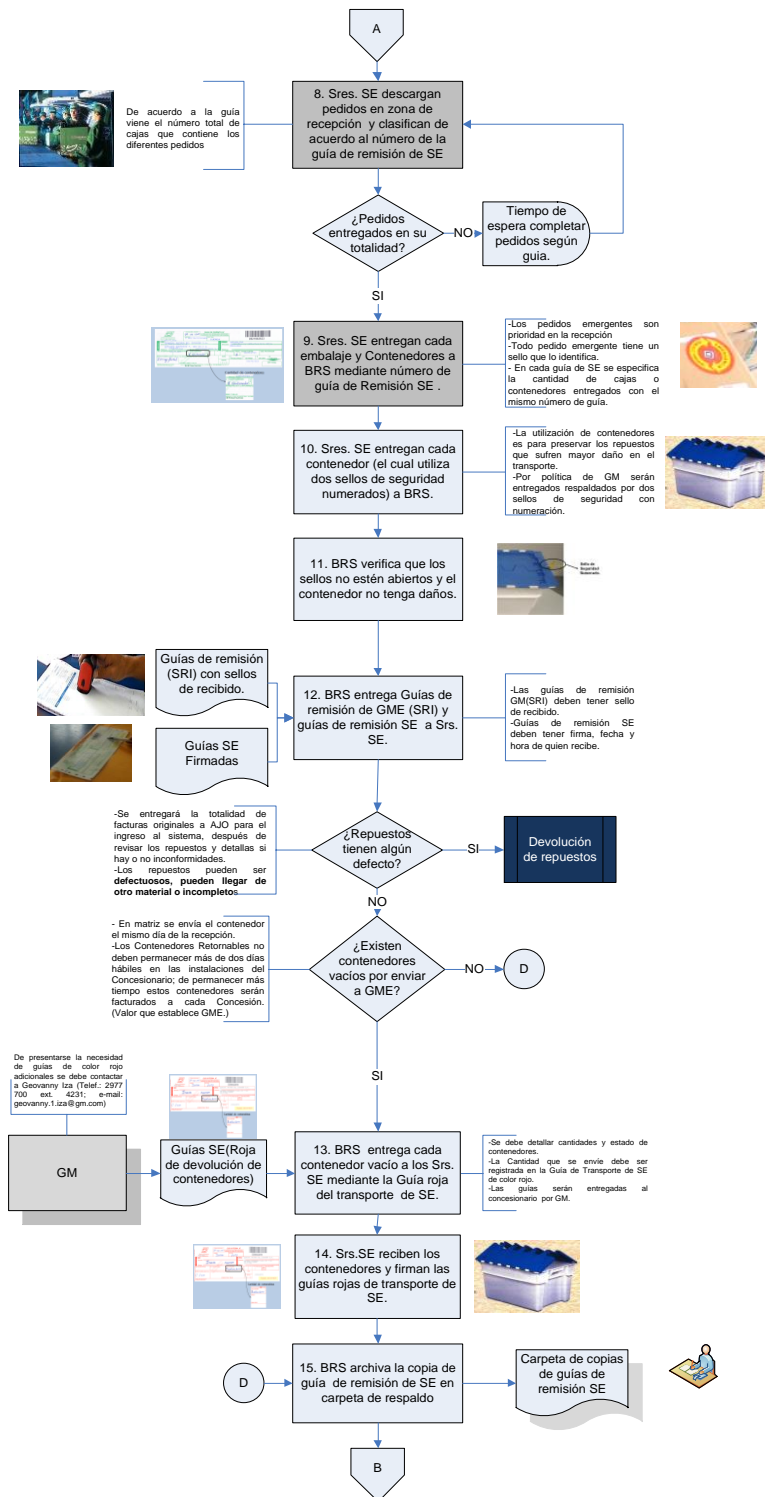 A
8. Sres. SE descargan
pedidos en zona de
recepción y clasifican de
acuerdo al número de la
guía de remisión de SE
De acuerdo a la guía
viene el número total de
cajas que contiene los
diferentes pedidos
¿Pedidos
entregados en su
totalidad?
NO
Tiempo de
espera completar
pedidos según
guia.
SI
9. Sres. SE entregan cada
embalaje y Contenedores a
BRS mediante número de
guía de Remisión SE .
-Los pedidos emergentes son
prioridad en la recepción
-Todo pedido emergente tiene un
sello que lo identifica.
- En cada guía de SE se especifica
la cantidad de cajas o
contenedores entregados con el
mismo número de guía.
10. Sres. SE entregan cada
contenedor (el cual utiliza
dos sellos de seguridad
numerados) a BRS.
-La utilización de contenedores
es para preservar los repuestos
que sufren mayor daño en el
transporte.
-Por política de GM serán
entregados respaldados por dos
sellos de seguridad con
numeración.
11. BRS verifica que los
sellos no estén abiertos y el
contenedor no tenga daños.
Sello de
Seguridad
Numerado
Guías de remisión
(SRI) con sellos
de recibido.
Guías SE
Firmadas
12. BRS entrega Guías de
remisión de GME (SRI) y
guías de remisión SE a Srs.
SE.
-Las guías de remisión
GM(SRI) deben tener sello
de recibido.
-Guías de remisión SE
deben tener firma, fecha y
hora de quien recibe.
-Se entregará la totalidad de
facturas originales a AJO para el
ingreso al sistema, después de
revisar los repuestos y detallas si
hay o no inconformidades.
-Los repuestos pueden ser
defectuosos, pueden llegar de
otro material o incompletos
¿Repuestos
tienen algún
defecto?
SI
Devolución
de repuestos
NO
- En matriz se envía el contenedor
el mismo día de la recepción.
-Los Contenedores Retornables no
deben permanecer más de dos días
hábiles en las instalaciones del
Concesionario; de permanecer más
tiempo estos contenedores serán
facturados a cada Concesión.
(Valor que establece GME.)
¿Existen
contenedores
vacíos por enviar
a GME?
NO
D
SI
De presentarse la necesidad
de guías de color rojo
adicionales se debe contactar
a Geovanny Iza (Telef.: 2977
700 ext. 4231; e-mail:
geovanny.1.iza@gm.com)
GM
Guías SE(Roja
de devolución de
contenedores)
13. BRS entrega cada
contenedor vacío a los Srs.
SE mediante la Guía roja
del transporte de SE.
-Se debe detallar cantidades y estado de
contenedores.
-La Cantidad que se envíe debe ser
registrada en la Guía de Transporte de SE
de color rojo.
-Las guías serán entregadas al
concesionario por GM.
14. Srs.SE reciben los
contenedores y firman las
guías rojas de transporte de
SE.
D
15. BRS archiva la copia de
guía de remisión de SE en
carpeta de respaldo
Carpeta de copias
de guías de
remisión SE
B